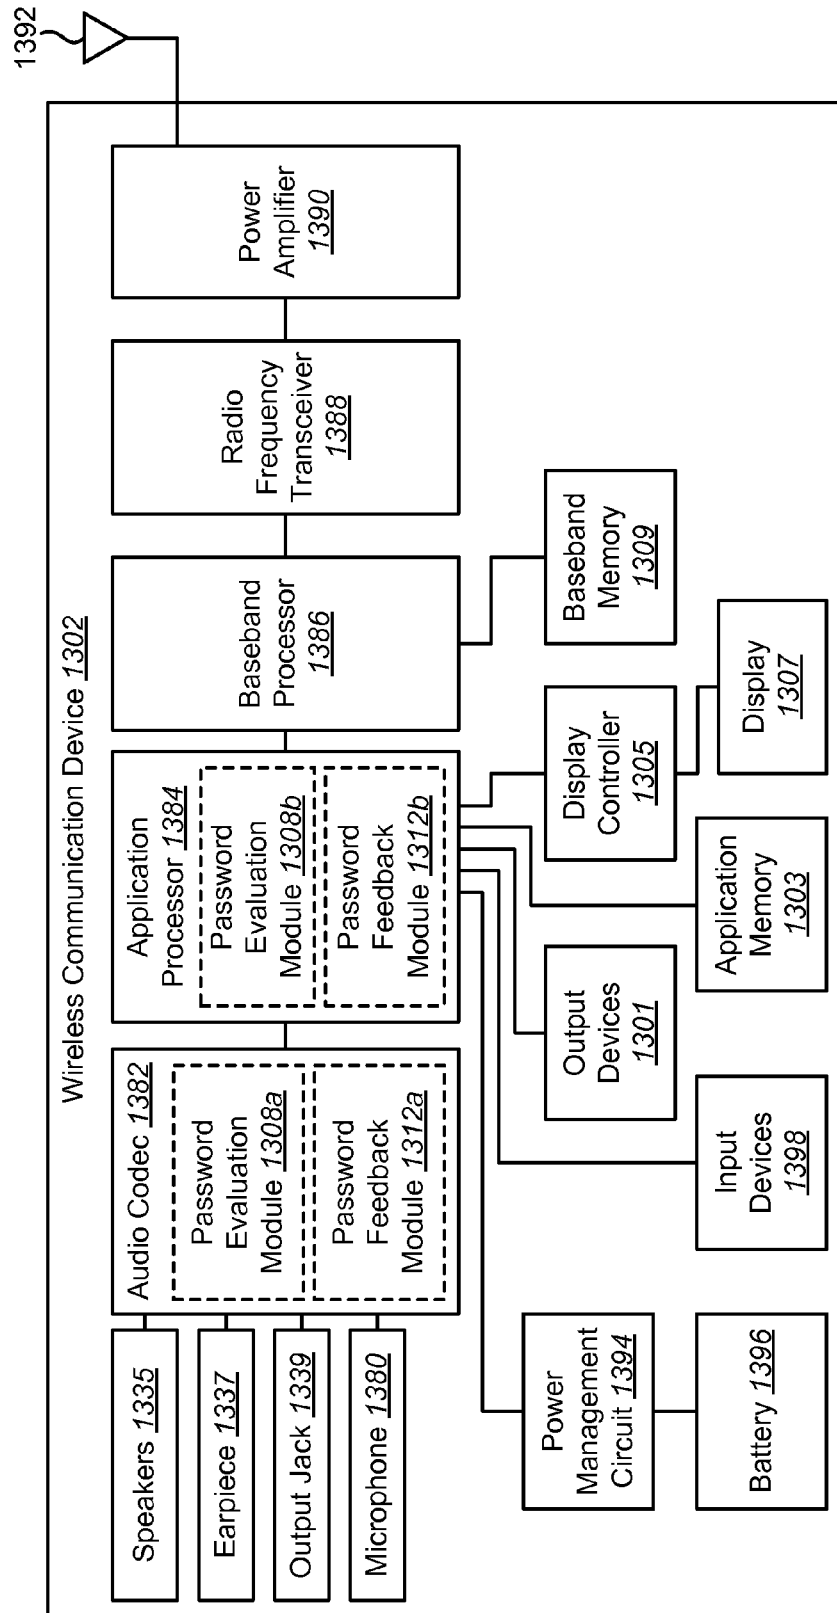 1392
Wireless Communication Device 1302
Speakers 1335
Earpiece 1337
Output Jack 1339
Microphone 1380
Audio Codec 1382
Password
Evaluation
Module 1308a
Password
Feedback
Module 1312a
Application
Processor 1384
Password
Evaluation
Module 1308b
Password
Feedback
Module 1312b
Baseband
Processor
1386
Radio
Frequency
Transceiver
1388
Power
Amplifier
1390
Power
Management
Circuit 1394
Battery 1396
Input
Devices
1398
Output
Devices
1301
Application
Memory
1303
Display
Controller
1305
Display
1307
Baseband
Memory
1309